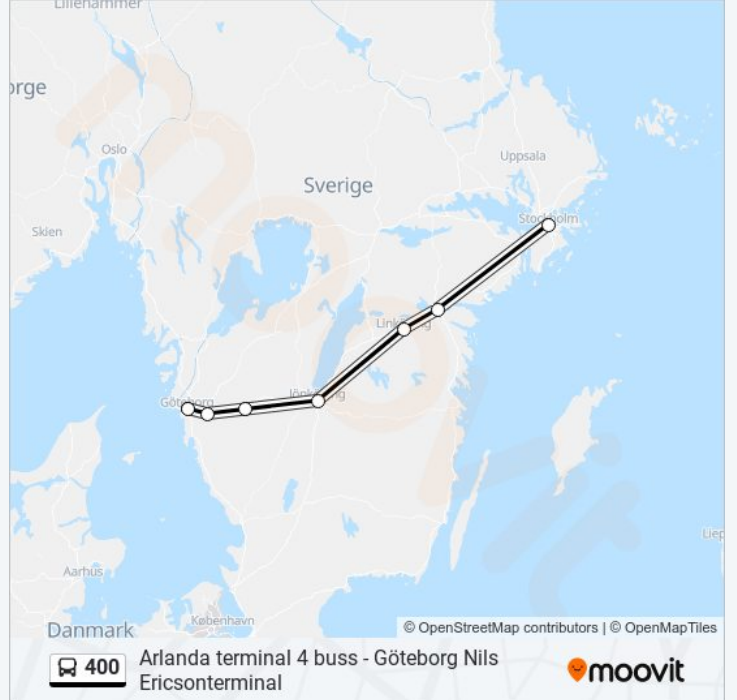 Lillehammer
orge
Oslo
Uppsala
Sverige
Skien
Stockholm
Linköping
Jönköping
Göteborg
Liep
Aarhus
København
Danmark
© OpenStreetMap contributors | © OpenMapTiles
400
Arlanda terminal 4 buss - Göteborg Nils
Ericsonterminal
moovit